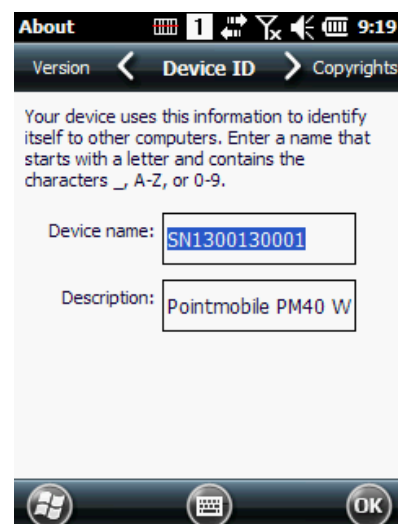 About 1 9:19
Version Device ID Copyrights
Your device uses this information to identify
itself to other computers. Enter a name that
starts with a letter and contains the
characters _, A-Z, or 0-9.
Device name: SN1300130001
Description: Pointmobile PM40 W
OK